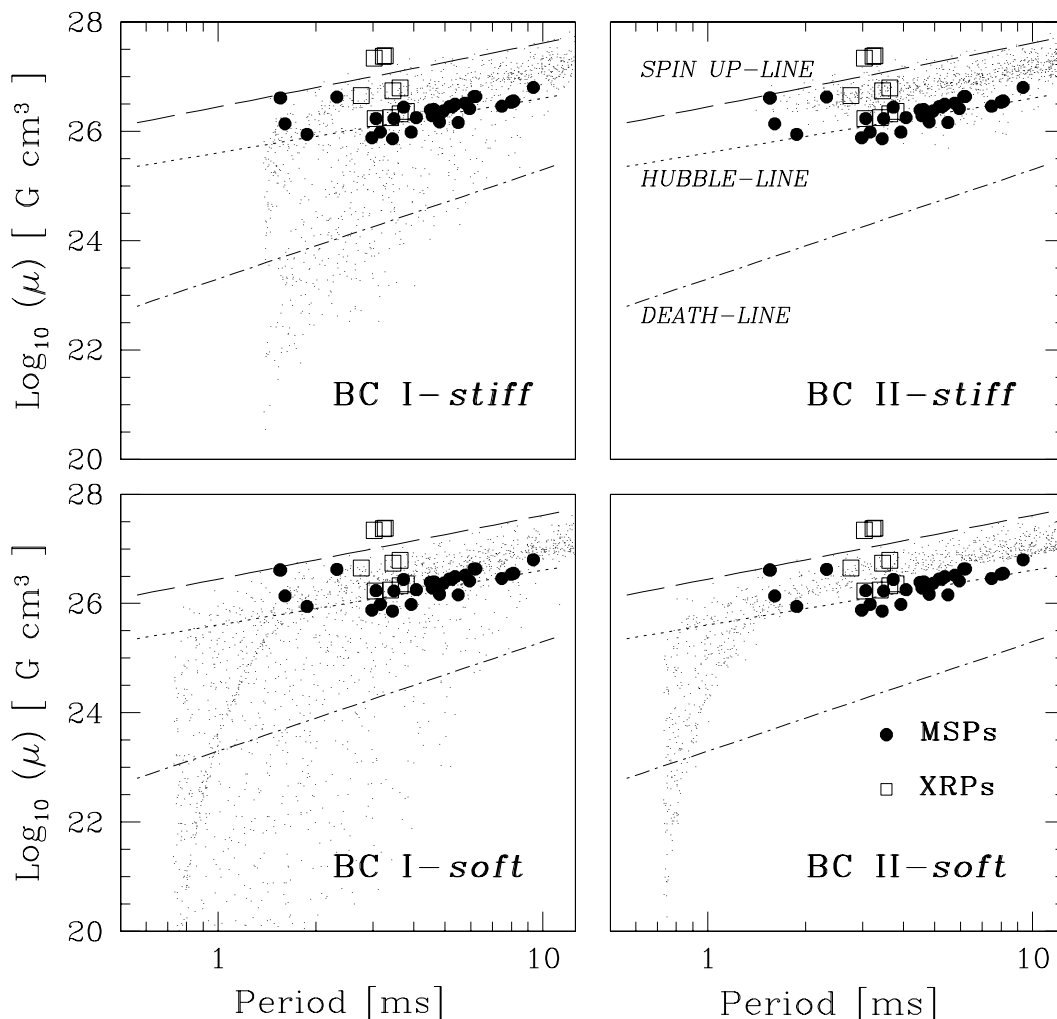 28
26
24
22
20
Log₁₀ (μ) [ G cm³ ]
BC I-stiff
SPIN UP-LINE
HUBBLE-LINE
DEATH-LINE
BC II-stiff
28
26
24
22
20
Log₁₀ (μ) [ G cm³ ]
BC I-soft
MSPs
XRPs
BC II-soft
1 10
1 10
Period [ms]
Period [ms]